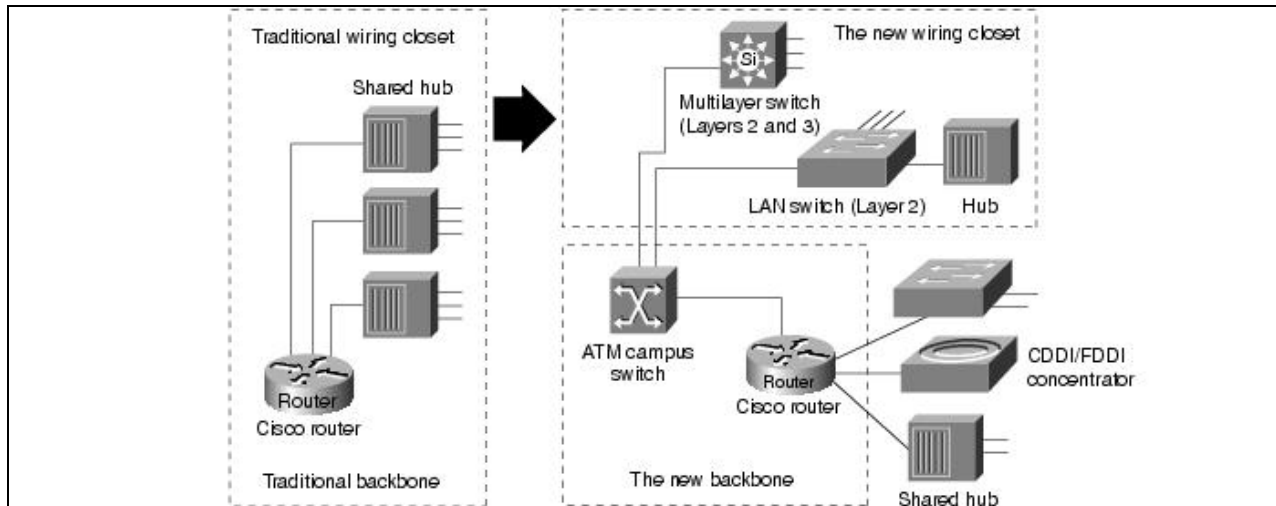 Traditional wiring closet
Shared hub
Router
Cisco router
Traditional backbone
The new wiring closet
Si
Multilayer switch
(Layers 2 and 3)
LAN switch (Layer 2)
Hub
ATM campus
switch
Router
Cisco router
CDDI/FDDI
concentrator
The new backbone
Shared hub